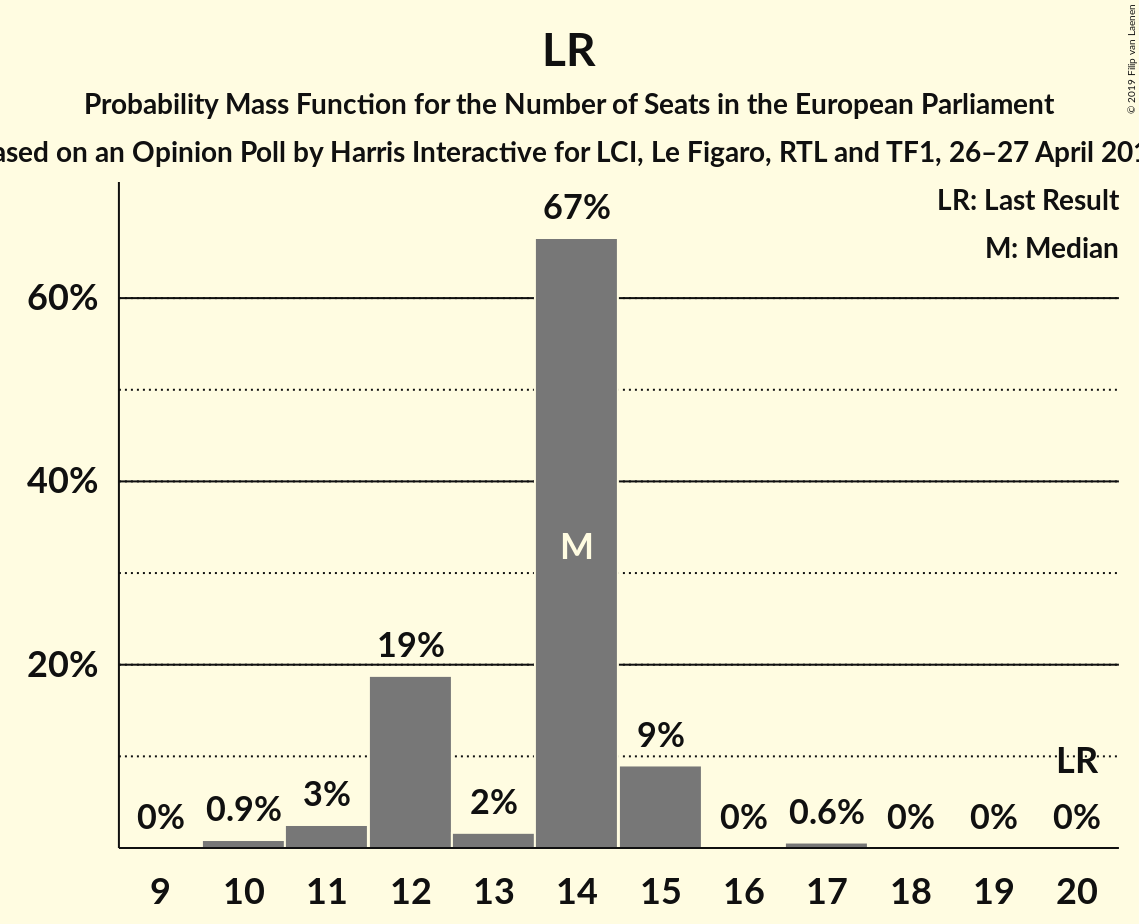 LR
Probability Mass Function for the Number of Seats in the European Parliament
ased on an Opinion Poll by Harris Interactive for LCI, Le Figaro, RTL and TF1, 26–27 April 201
© 2019 Filip van Laenen
LR: Last Result
M: Median
67%
60%
40%
M
19%
20%
9%
LR
0%
0.9%
3%
2%
0%
0.6%
0%
0%
0%
9 10 11 12 13 14 15 16 17 18 19 20